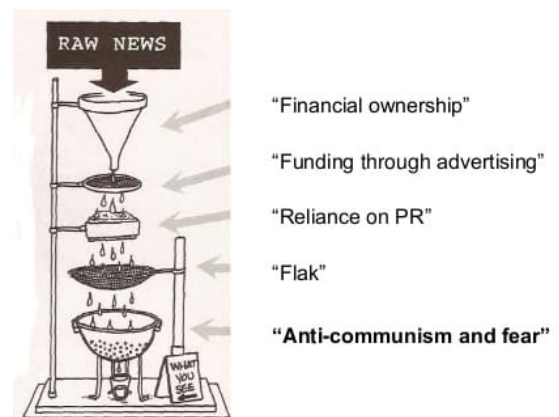 RAW NEWS
“Financial ownership”
“Funding through advertising”
“Reliance on PR”
“Flak”
“Anti-communism and fear”
WHAT
YOU
SEE